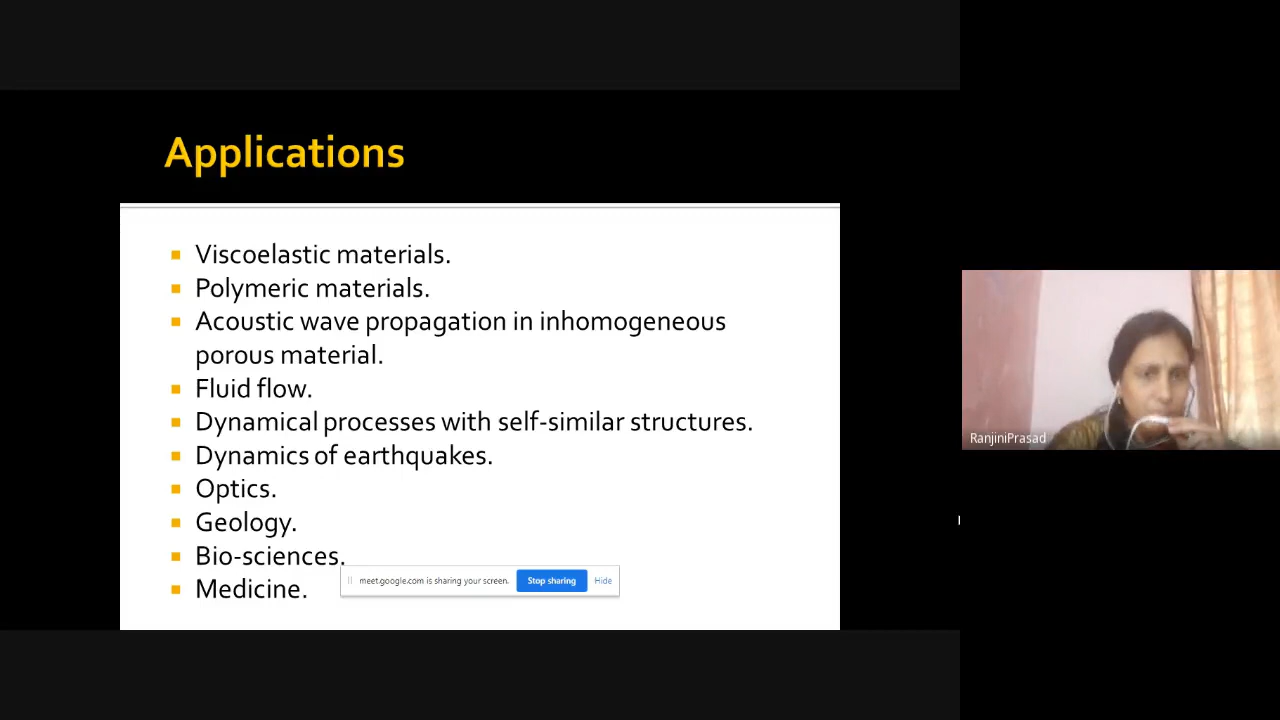 Applications
Viscoelastic materials.
Polymeric materials.
Acoustic wave propagation in inhomogeneous
porous material.
Fluid flow.
Dynamical processes with self-similar structures.
Dynamics of earthquakes.
Optics.
Geology.
Bio-sciences.
Medicine.
meet.google.com is sharing your screen. Stop sharing Hide
RanjiniPrasad